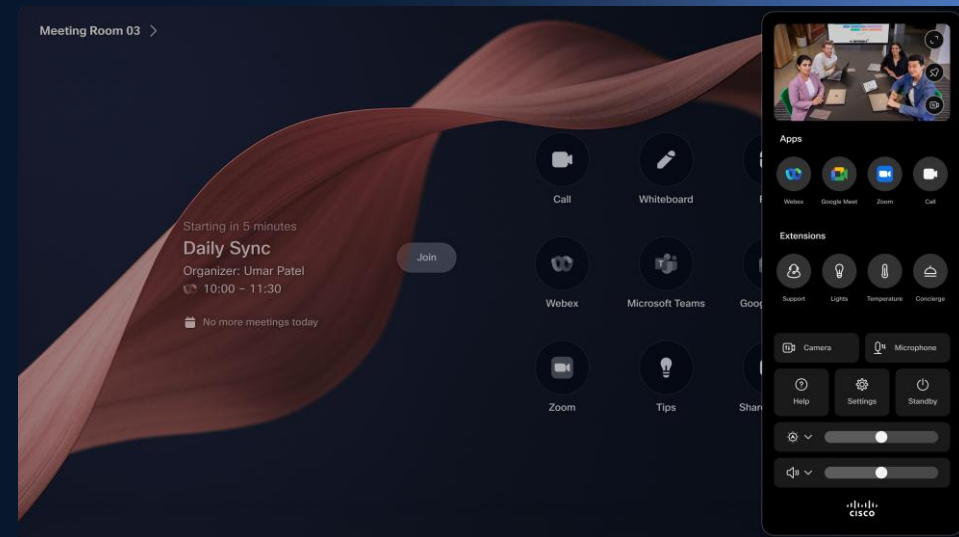 Meeting Room 03
Starting in 5 minutes
Daily Sync
Organizer: Umar Patel
10:00 – 11:30
No more meetings today
Join
Call
Whiteboard
Webex
Microsoft Teams
Goog
Zoom
Tips
Shar
Apps
Webex
Google Meet
Zoom
Call
Extensions
Support
Lights
Temperature
Concierge
Camera
Microphone
Help
Settings
Standby
CISCO